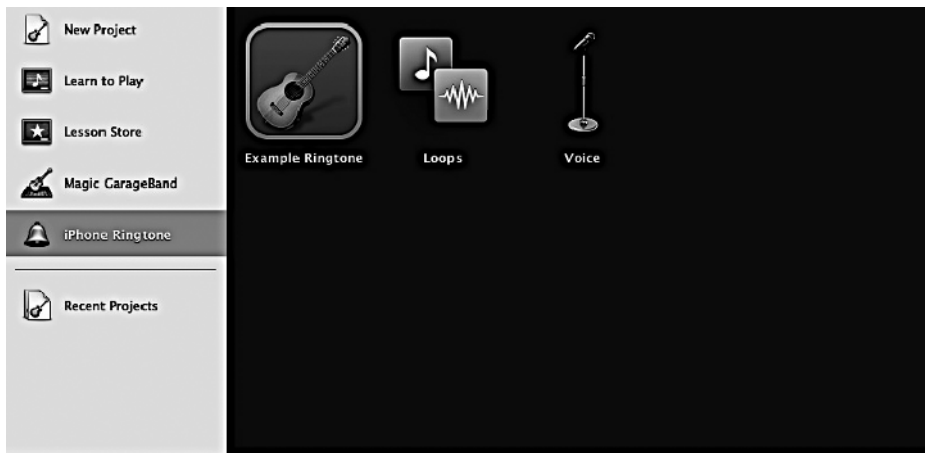 New Project
Learn to Play
Lesson Store
Magic GarageBand
iPhone Ringtone
Recent Projects
Example Ringtone
Loops
Voice